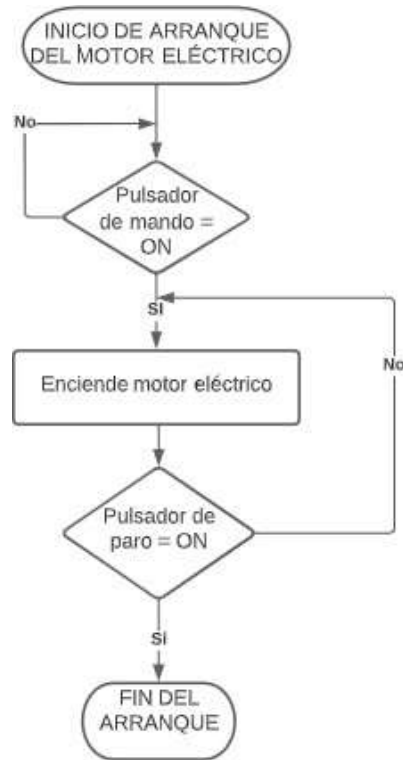 INICIO DE ARRANQUE
DEL MOTOR ELÉCTRICO
No
Pulsador
de mando =
ON
SI
Enciende motor eléctrico
No
Pulsador de
paro = ON
Sí
FIN DEL
ARRANQUE